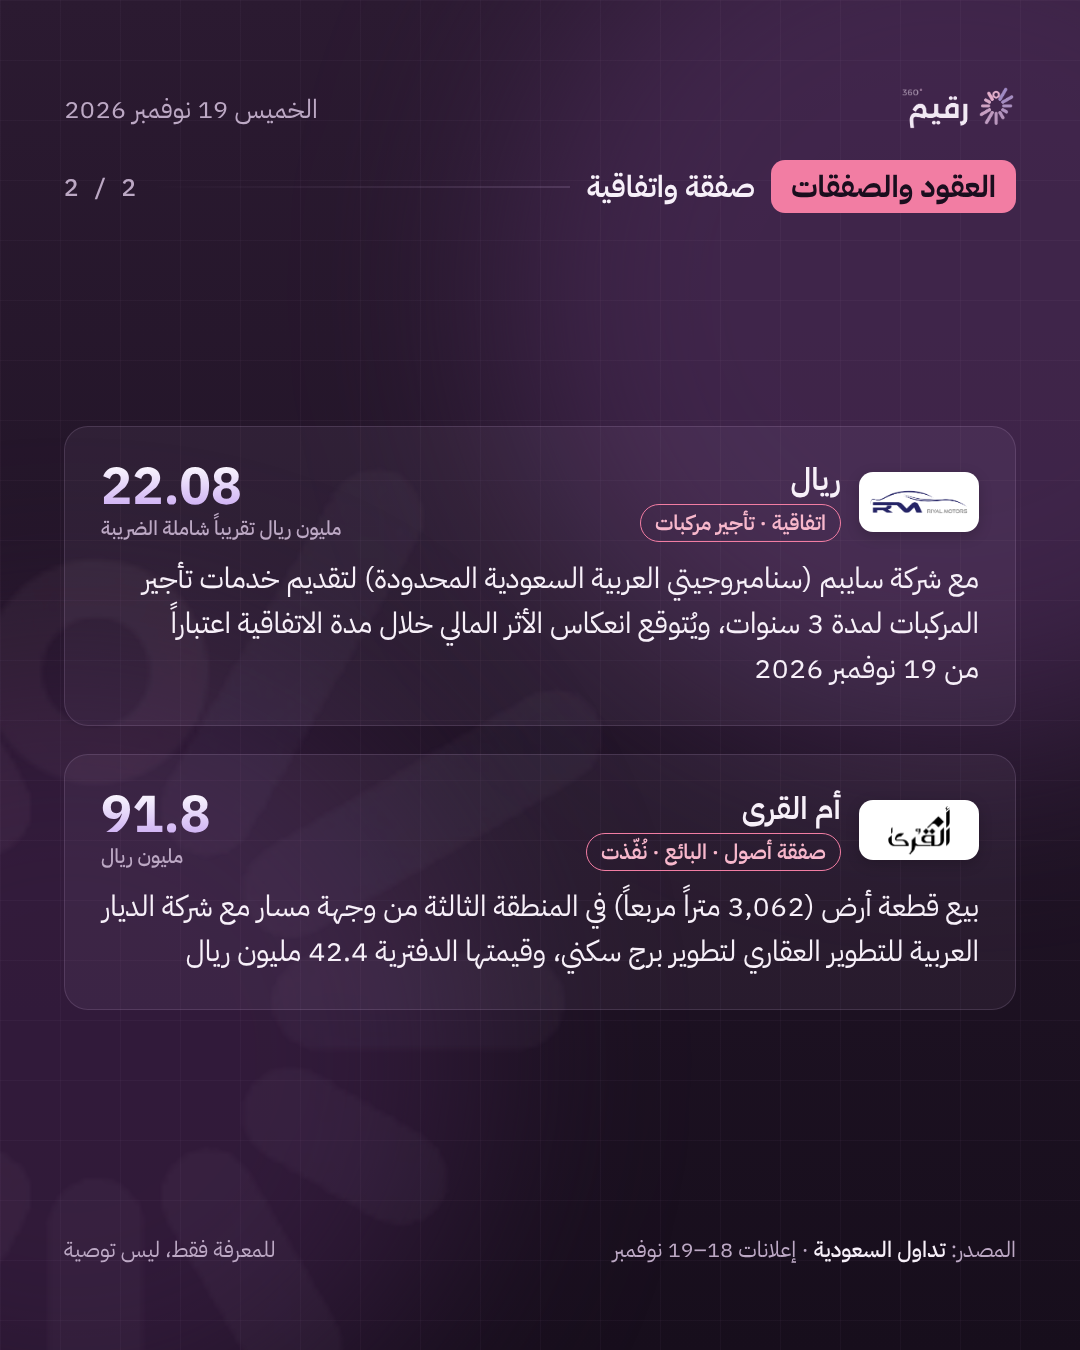 رقيم 360°
الخميس 19 نوفمبر 2026
العقود والصفقات
صفقة واتفاقية
2 / 2
RM RIYAL MOTORS
ريال
اتفاقية · تأجير مركبات
22.08
مليون ريال تقريباً شاملة الضريبة
مع شركة سايبم (سنامبروجيتي العربية السعودية المحدودة) لتقديم خدمات تأجير
المركبات لمدة 3 سنوات، ويُتوقع انعكاس الأثر المالي خلال مدة الاتفاقية اعتباراً
من 19 نوفمبر 2026
أم القرى
أم القرى
صفقة أصول · البائع · نُفّذت
91.8
مليون ريال
بيع قطعة أرض (3,062 متراً مربعاً) في المنطقة الثالثة من وجهة مسار مع شركة الديار
العربية للتطوير العقاري لتطوير برج سكني، وقيمتها الدفترية 42.4 مليون ريال
المصدر: تداول السعودية · إعلانات 18–19 نوفمبر
للمعرفة فقط، ليس توصية